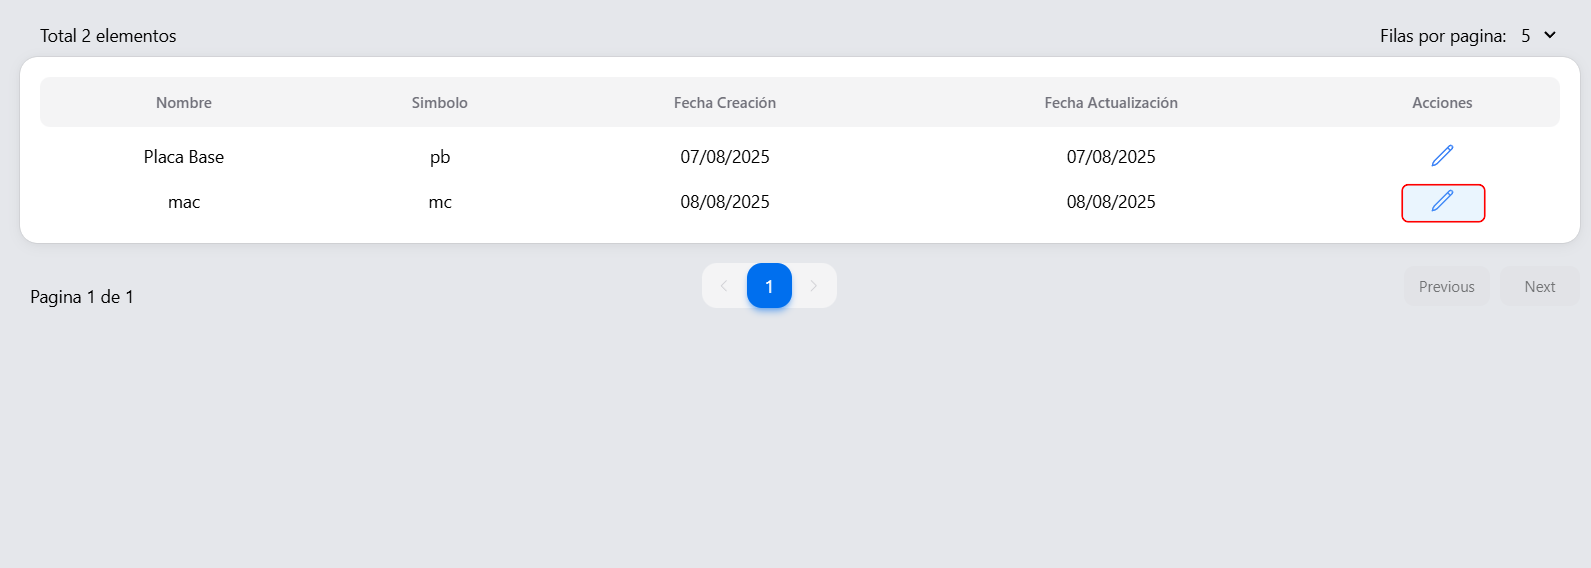 Total 2 elementos
Filas por pagina: 5
Nombre Simbolo Fecha Creación Fecha Actualización Acciones
Placa Base pb 07/08/2025 07/08/2025
mac mc 08/08/2025 08/08/2025
Pagina 1 de 1
1
Previous Next